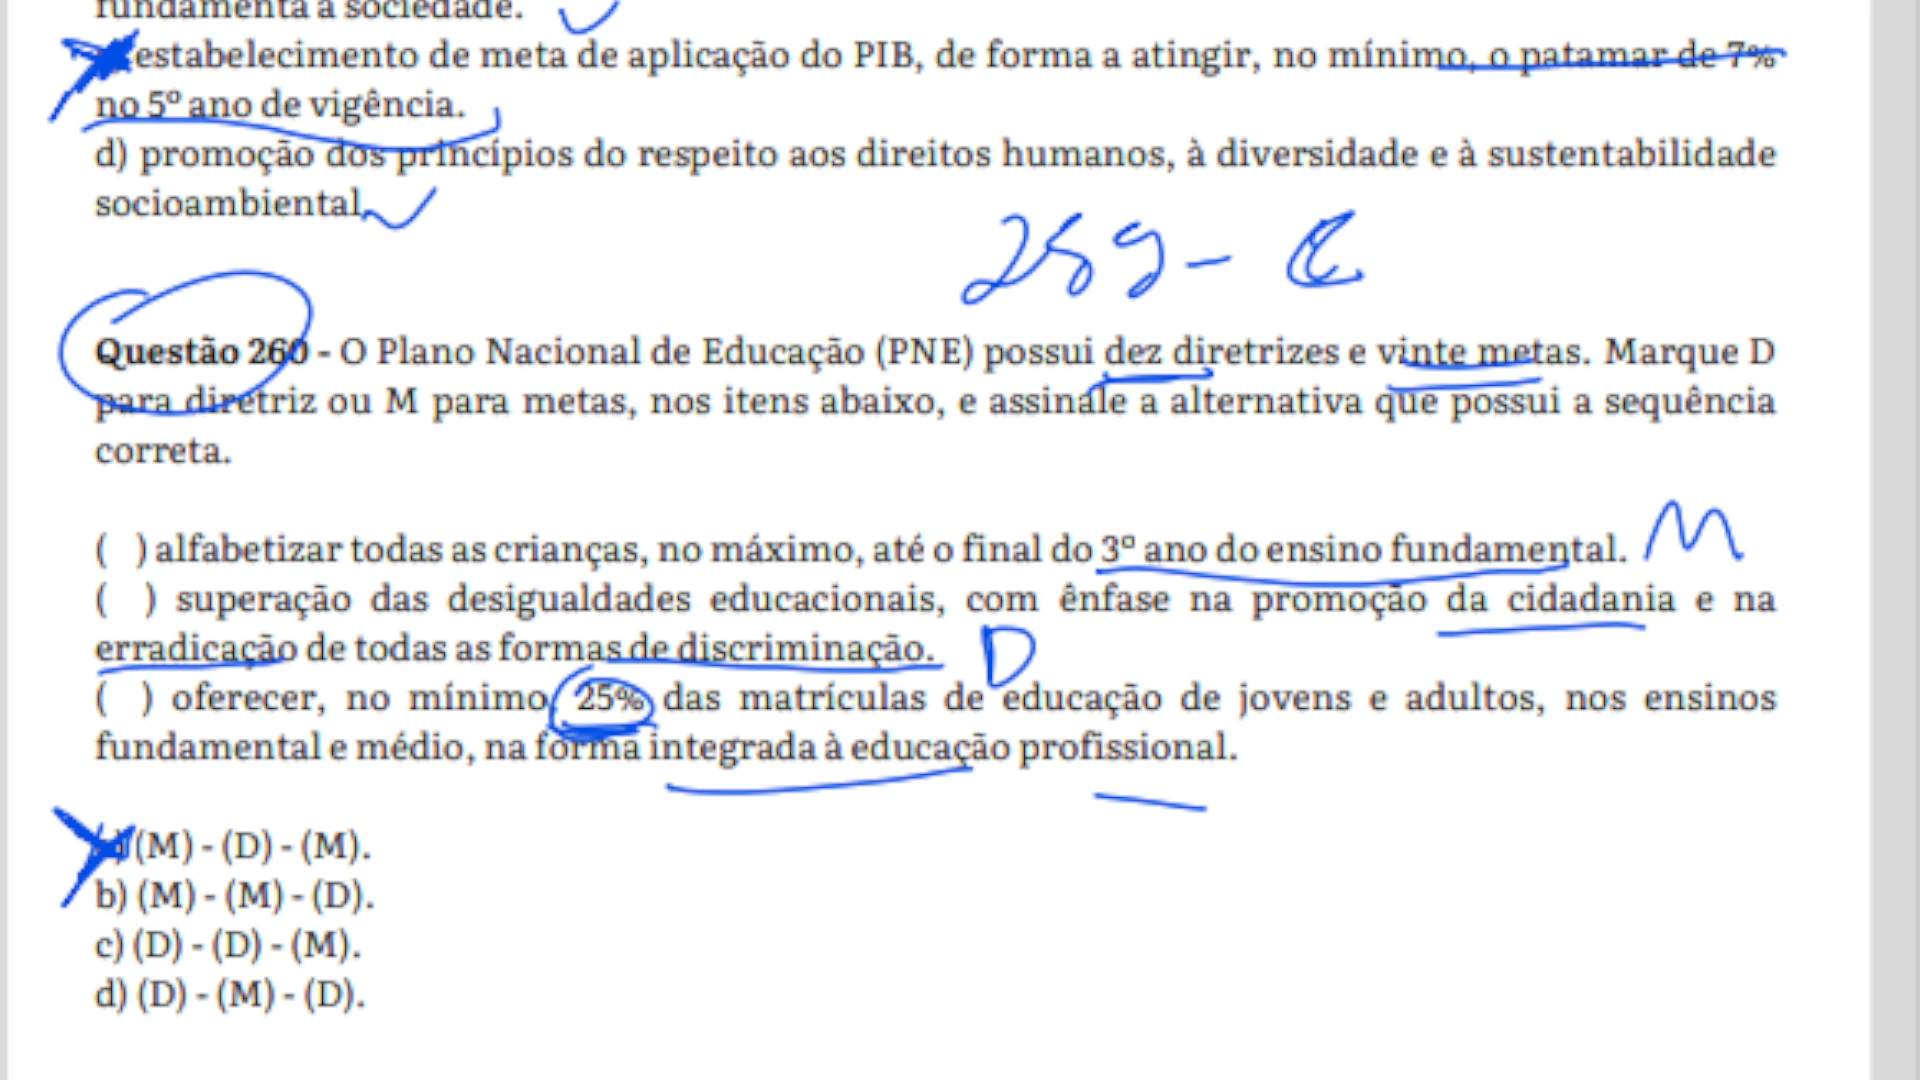 fundamenta a sociedade.
estabelecimento de meta de aplicação do PIB, de forma a atingir, no mínimo, o patamar de 7%
no 5º ano de vigência.
d) promoção dos princípios do respeito aos direitos humanos, à diversidade e à sustentabilidade
socioambiental.
259 - C
Questão 260 - O Plano Nacional de Educação (PNE) possui dez diretrizes e vinte metas. Marque D
para diretriz ou M para metas, nos itens abaixo, e assinale a alternativa que possui a sequência
correta.
( ) alfabetizar todas as crianças, no máximo, até o final do 3º ano do ensino fundamental. M
( ) superação das desigualdades educacionais, com ênfase na promoção da cidadania e na
erradicação de todas as formas de discriminação. D
( ) oferecer, no mínimo, 25% das matrículas de educação de jovens e adultos, nos ensinos
fundamental e médio, na forma integrada à educação profissional.
(M) - (D) - (M).
b) (M) - (M) - (D).
c) (D) - (D) - (M).
d) (D) - (M) - (D).